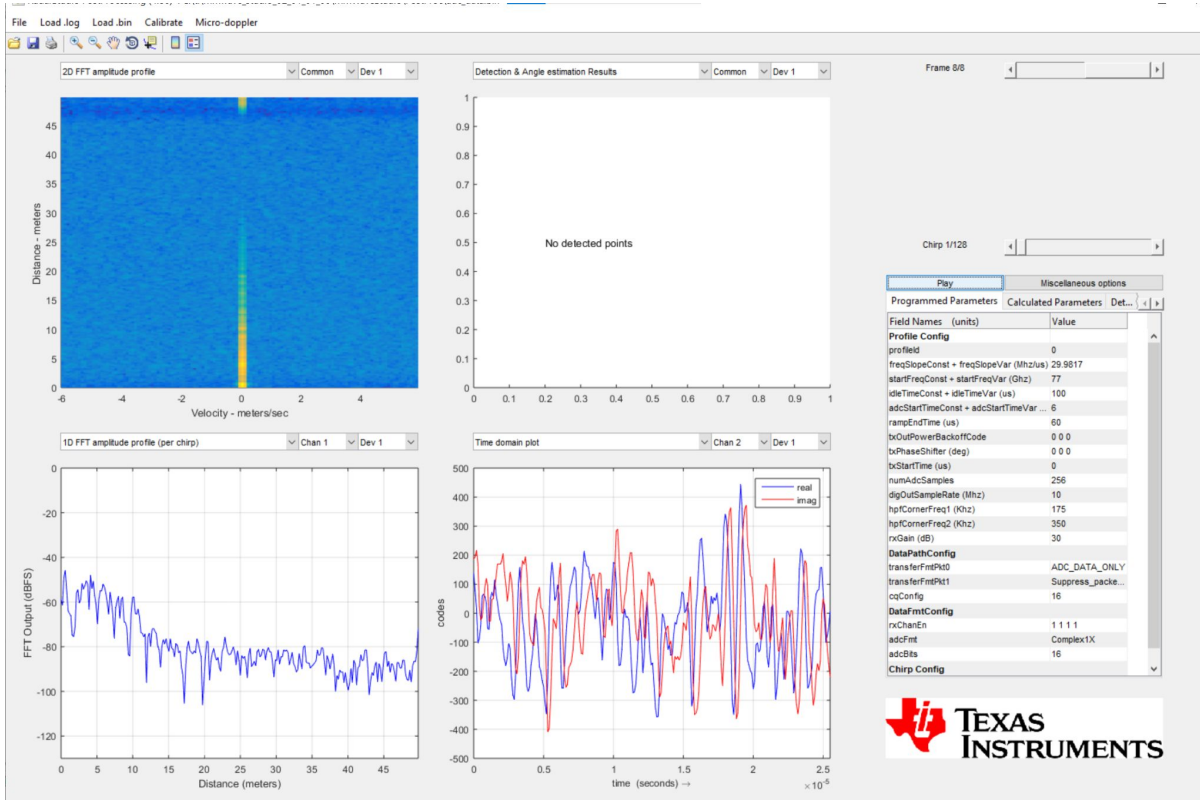 File Load .log Load .bin Calibrate Micro-doppler
2D FFT amplitude profile Common Dev 1
Detection & Angle estimation Results Common Dev 1
Frame 8/8
Distance - meters
45
40
35
30
25
20
15
10
5
0
-6 -4 -2 0 2 4
Velocity - meters/sec
1
0.9
0.8
0.7
0.6
0.5
0.4
0.3
0.2
0.1
0
No detected points
0 0.1 0.2 0.3 0.4 0.5 0.6 0.7 0.8 0.9 1
Chirp 1/128
Play Miscellaneous options
Programmed Parameters Calculated Parameters Det...
Field Names (units) Value
Profile Config
profileId 0
freqSlopeConst + freqSlopeVar (Mhz/us) 29.9817
startFreqConst + startFreqVar (Ghz) 77
idleTimeConst + idleTimeVar (us) 100
adcStartTimeConst + adcStartTimeVar ... 6
rampEndTime (us) 60
txOutPowerBackoffCode 0 0 0
txPhaseShifter (deg) 0 0 0
txStartTime (us) 0
numAdcSamples 256
digOutSampleRate (Mhz) 10
hpfCornerFreq1 (Khz) 175
hpfCornerFreq2 (Khz) 350
rxGain (dB) 30
DataPathConfig
transferFmtPkt0 ADC_DATA_ONLY
transferFmtPkt1 Suppress_packe...
cqConfig 16
DataFmtConfig
rxChanEn 1 1 1 1
adcFmt Complex1X
adcBits 16
Chirp Config
1D FFT amplitude profile (per chirp) Chan 1 Dev 1
Time domain plot Chan 2 Dev 1
FFT Output (dBFS)
0
-20
-40
-60
-80
-100
-120
0 5 10 15 20 25 30 35 40 45
Distance (meters)
codes
500
400
300
200
100
0
-100
-200
-300
-400
-500
real
imag
0 0.5 1 1.5 2 2.5
time (seconds) →
×10-5
TEXAS
INSTRUMENTS